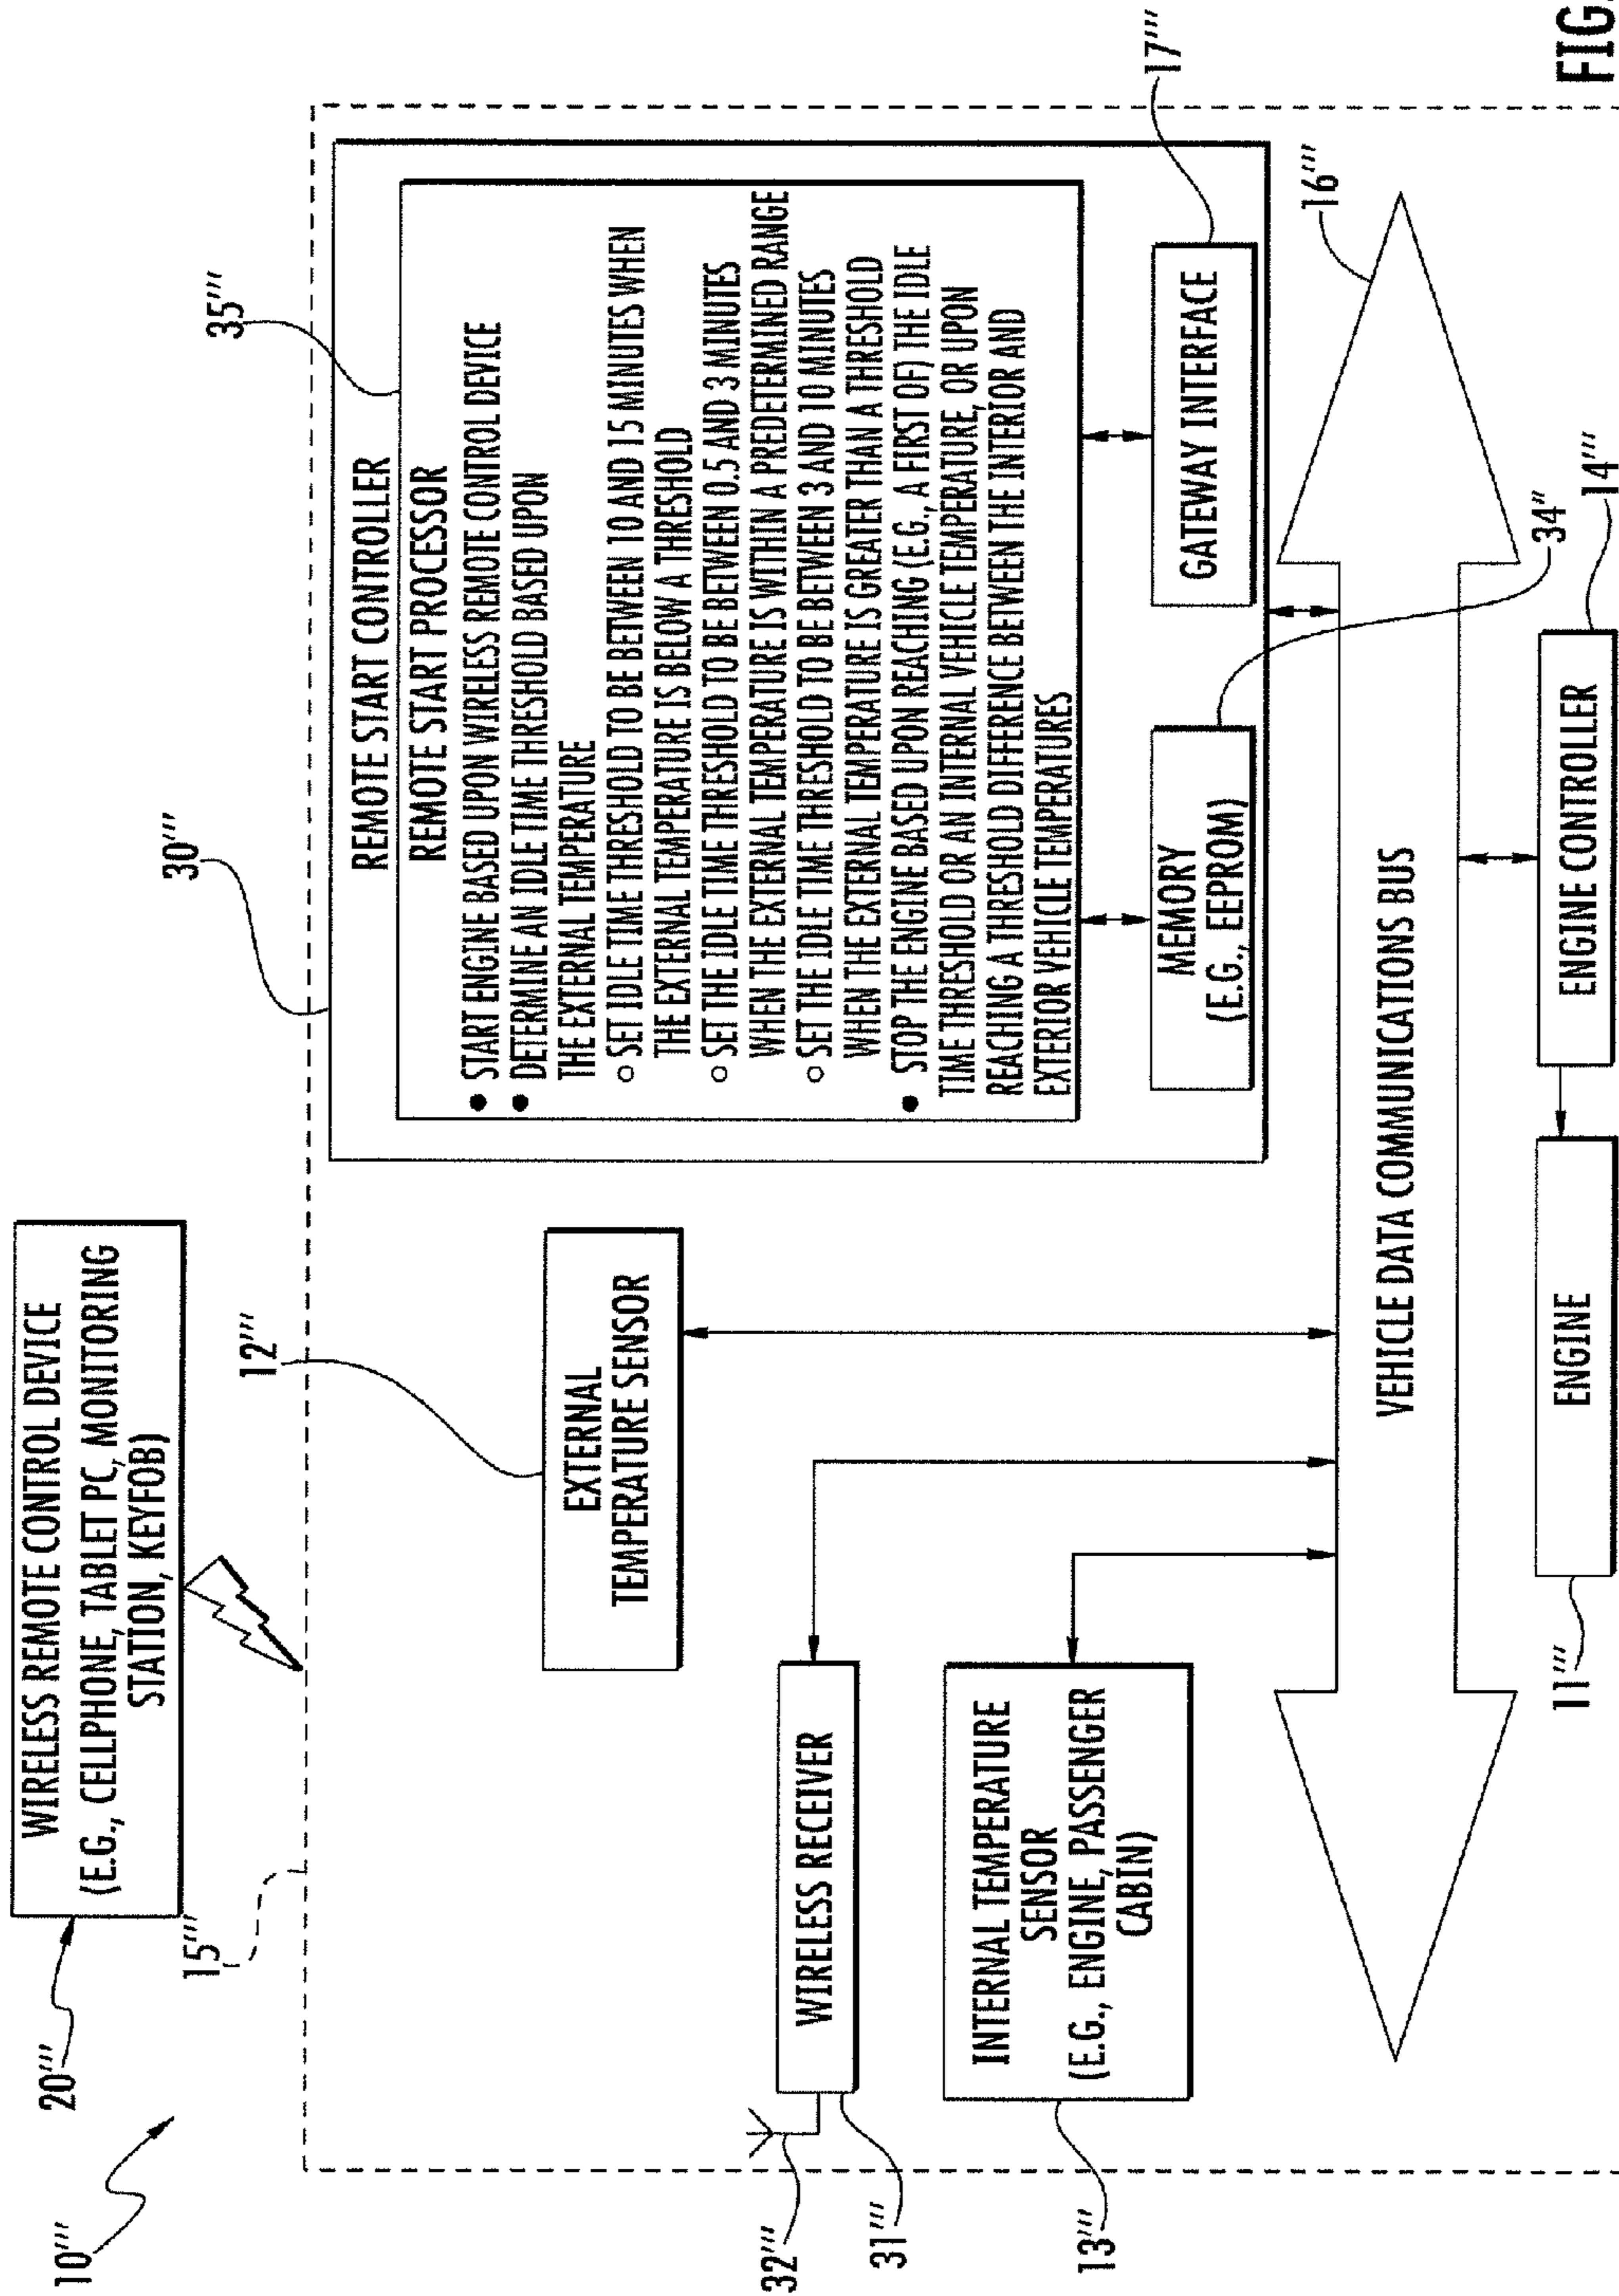 10'''
20'''
WIRELESS REMOTE CONTROL DEVICE
(E.G., CELLPHONE, TABLET PC, MONITORING
STATION, KEYFOB)
15'''
12'''
EXTERNAL
TEMPERATURE SENSOR
32'''
31'''
WIRELESS RECEIVER
13'''
INTERNAL TEMPERATURE
SENSOR
(E.G., ENGINE, PASSENGER
CABIN)
30'''
35'''
REMOTE START CONTROLLER
REMOTE START PROCESSOR
● START ENGINE BASED UPON WIRELESS REMOTE CONTROL DEVICE
● DETERMINE AN IDLE TIME THRESHOLD BASED UPON
THE EXTERNAL TEMPERATURE
○ SET IDLE TIME THRESHOLD TO BE BETWEEN 10 AND 15 MINUTES WHEN
THE EXTERNAL TEMPERATURE IS BELOW A THRESHOLD
○ SET THE IDLE TIME THRESHOLD TO BE BETWEEN 0.5 AND 3 MINUTES
WHEN THE EXTERNAL TEMPERATURE IS WITHIN A PREDETERMINED RANGE
○ SET THE IDLE TIME THRESHOLD TO BE BETWEEN 3 AND 10 MINUTES
WHEN THE EXTERNAL TEMPERATURE IS GREATER THAN A THRESHOLD
● STOP THE ENGINE BASED UPON REACHING (E.G., A FIRST OF) THE IDLE
TIME THRESHOLD OR AN INTERNAL VEHICLE TEMPERATURE, OR UPON
REACHING A THRESHOLD DIFFERENCE BETWEEN THE INTERIOR AND
EXTERIOR VEHICLE TEMPERATURES
MEMORY
(E.G., EEPROM)
34''
GATEWAY INTERFACE
17'''
VEHICLE DATA COMMUNICATIONS BUS
16'''
11'''
ENGINE
ENGINE CONTROLLER
14'''
FIG.